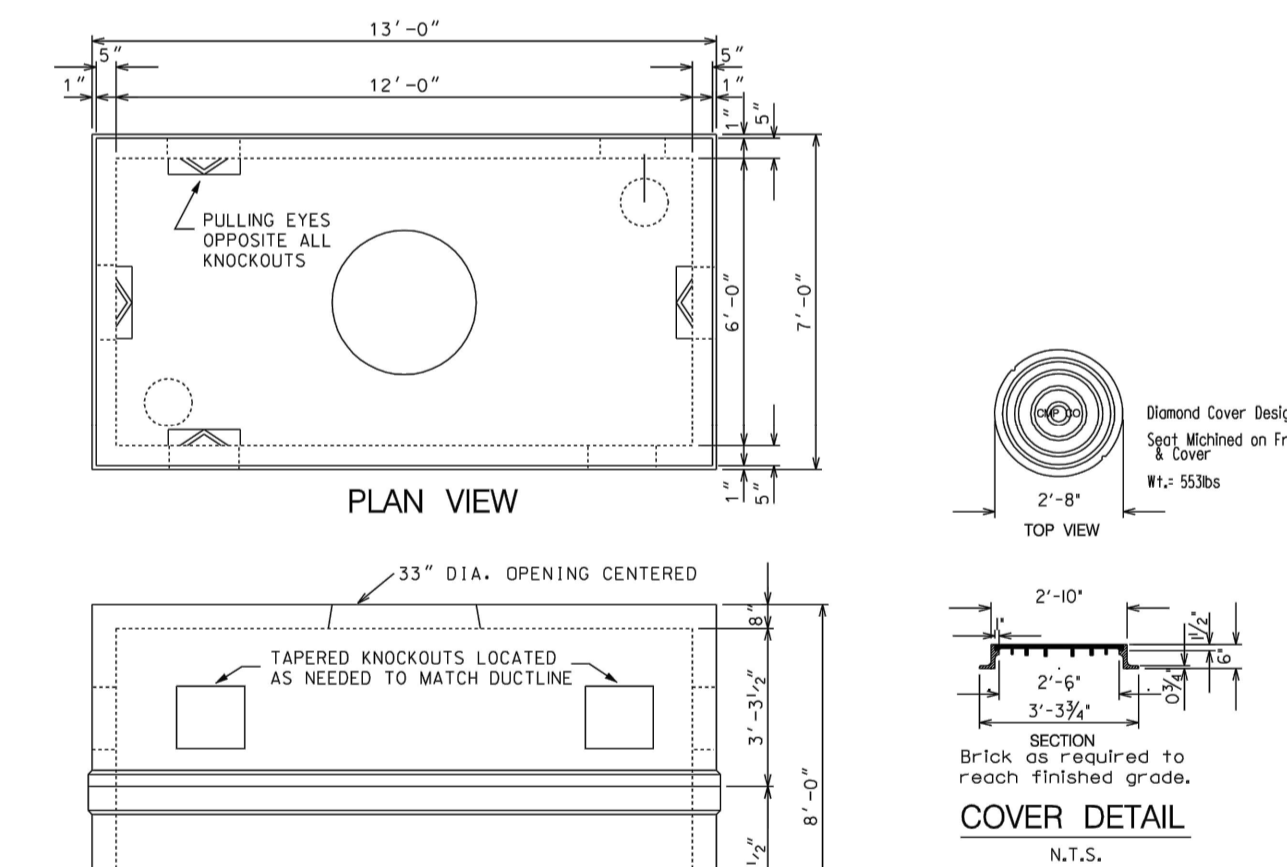 13'-0"
5"
5"
1"
12'-0"
1"
1"
5"
PULLING EYES
OPPOSITE ALL
KNOCKOUTS
6'-0"
7'-0"
1"
5"
PLAN VIEW
33" DIA. OPENING CENTERED
8"
TAPERED KNOCKOUTS LOCATED
AS NEEDED TO MATCH DUCTLINE
3'-3½"
8'-0"
½"
CMP CO
Diamond Cover Desig
Seat Michined on Fr
& Cover
Wt.= 553lbs
2'-8"
TOP VIEW
2'-10"
1"
1½"
6"
2'-6"
0¾"
3'-3¾"
SECTION
Brick as required to
reach finished grade.
COVER DETAIL
N.T.S.